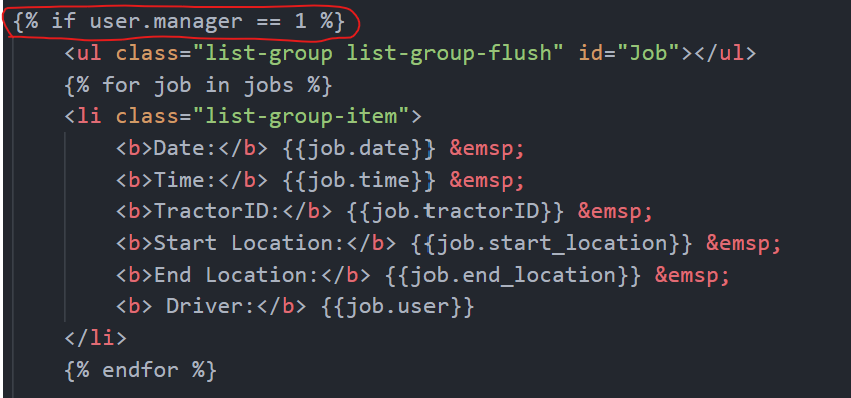 {% if user.manager == 1 %}
<ul class="list-group list-group-flush" id="Job"></ul>
{% for job in jobs %}
<li class="list-group-item">
<b>Date:</b> {{job.date}} &emsp;
<b>Time:</b> {{job.time}} &emsp;
<b>TractorID:</b> {{job.tractorID}} &emsp;
<b>Start Location:</b> {{job.start_location}} &emsp;
<b>End Location:</b> {{job.end_location}} &emsp;
<b> Driver:</b> {{job.user}}
</li>
{% endfor %}